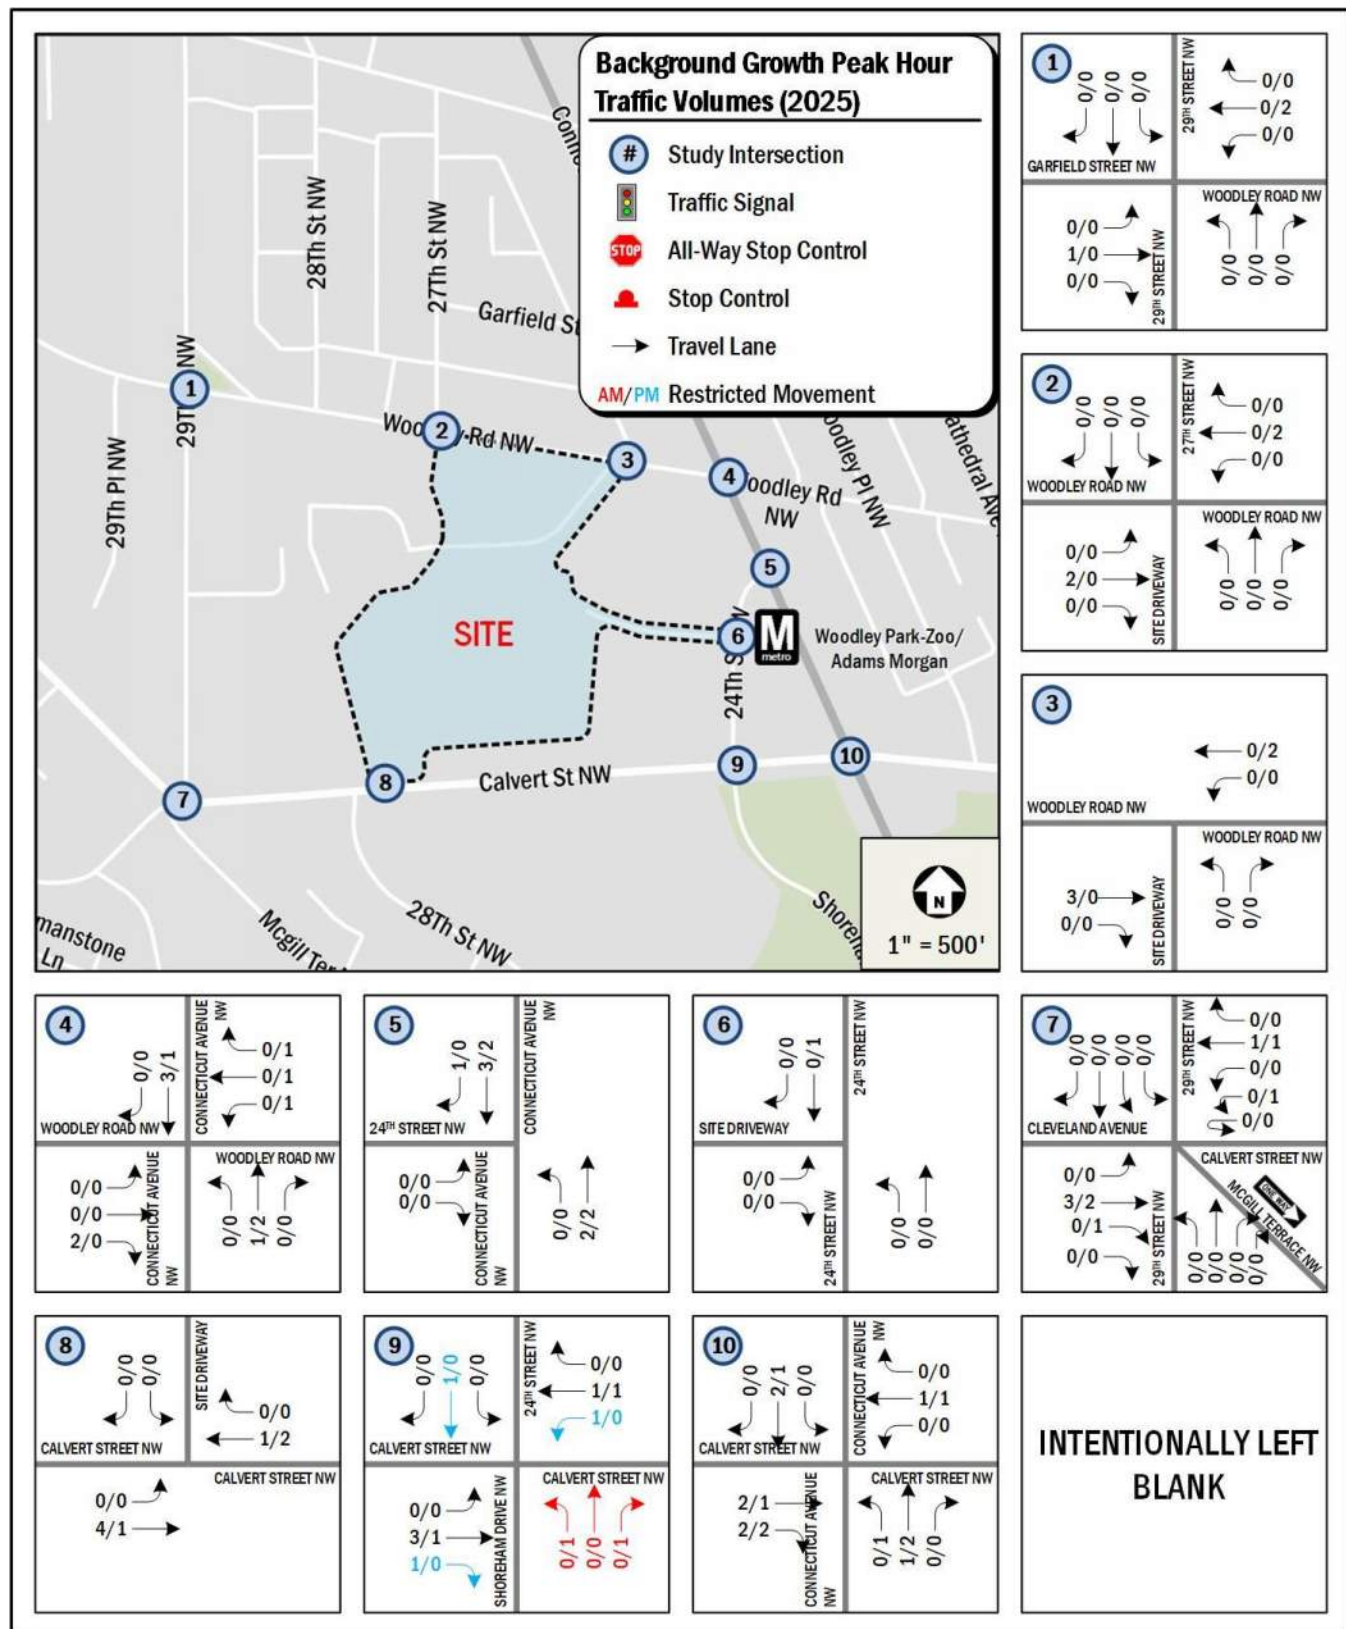 Background Growth Peak Hour
Traffic Volumes (2025)
# Study Intersection
Traffic Signal
STOP All-Way Stop Control
Stop Control
Travel Lane
AM/PM Restricted Movement
28Th St NW
27Th St NW
Garfield St
29Th Pl NW
Woodley Rd NW
Woodley Rd
NW
SITE
M
metro
Woodley Park-Zoo/
Adams Morgan
Calvert St NW
28Th St NW
Mcgill Ter
manstone
Ln
N
1" = 500'
1
2
3
4
5
6
7
8
9
10
1
0/0
0/0
0/0
29TH STREET NW
0/0
0/2
0/0
GARFIELD STREET NW
WOODLEY ROAD NW
0/0
1/0
0/0
29TH STREET NW
0/0
0/0
0/0
2
0/0
0/0
0/0
27TH STREET NW
0/0
0/2
0/0
WOODLEY ROAD NW
WOODLEY ROAD NW
0/0
2/0
0/0
SITE DRIVEWAY
0/0
0/0
0/0
3
0/2
0/0
WOODLEY ROAD NW
WOODLEY ROAD NW
3/0
0/0
SITE DRIVEWAY
0/0
0/0
4
0/0
3/1
CONNECTICUT AVENUE
NW
0/1
0/1
0/1
WOODLEY ROAD NW
WOODLEY ROAD NW
0/0
0/0
2/0
CONNECTICUT AVENUE
NW
0/0
1/2
0/0
5
1/0
3/2
CONNECTICUT AVENUE
NW
24TH STREET NW
0/0
0/0
CONNECTICUT AVENUE
NW
0/0
2/2
6
0/0
0/1
24TH STREET NW
SITE DRIVEWAY
0/0
0/0
24TH STREET NW
0/0
0/0
7
0/0
0/0
0/0
0/0
29TH STREET NW
0/0
1/1
0/0
0/1
0/0
CLEVELAND AVENUE
CALVERT STREET NW
0/0
3/2
0/1
0/0
29TH STREET NW
ONE WAY
MCGILL TERRACE NW
0/0
0/0
0/0
0/0
8
0/0
0/0
SITE DRIVEWAY
0/0
1/2
CALVERT STREET NW
CALVERT STREET NW
0/0
4/1
9
0/0
1/0
0/0
24TH STREET NW
0/0
1/1
1/0
CALVERT STREET NW
CALVERT STREET NW
0/0
3/1
1/0
SHOREHAM DRIVE NW
0/1
0/0
0/1
10
0/0
2/1
0/0
CONNECTICUT AVENUE
NW
0/0
1/1
0/0
CALVERT STREET NW
CALVERT STREET NW
2/1
2/2
CONNECTICUT AVENUE
NW
0/1
1/2
0/0
INTENTIONALLY LEFT
BLANK